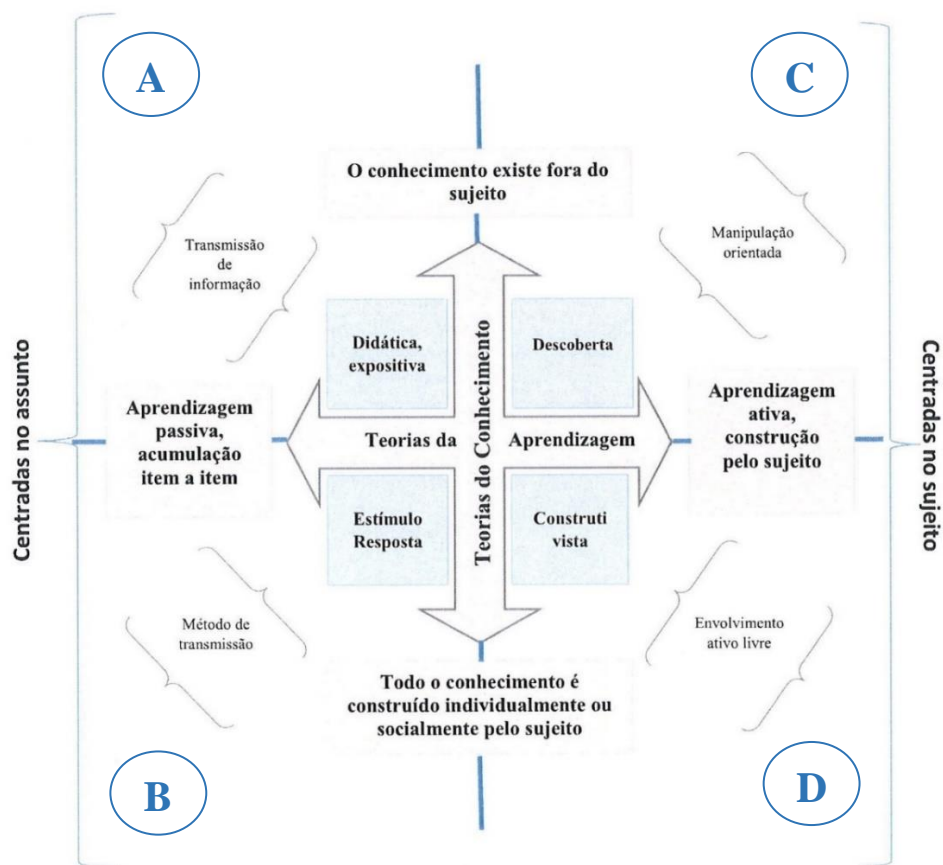 A
C
O conhecimento existe fora do
sujeito
Transmissão
de
informação
Manipulação
orientada
Didática,
expositiva
Descoberta
Centradas no assunto
Aprendizagem
passiva,
acumulação
item a item
Teorias da
Teorias do Conhecimento
Aprendizagem
Aprendizagem
ativa,
construção
pelo sujeito
Centradas no sujeito
Estímulo
Resposta
Construti
vista
Método de
transmissão
Envolvimento
ativo livre
Todo o conhecimento é
construído individualmente ou
socialmente pelo sujeito
B
D